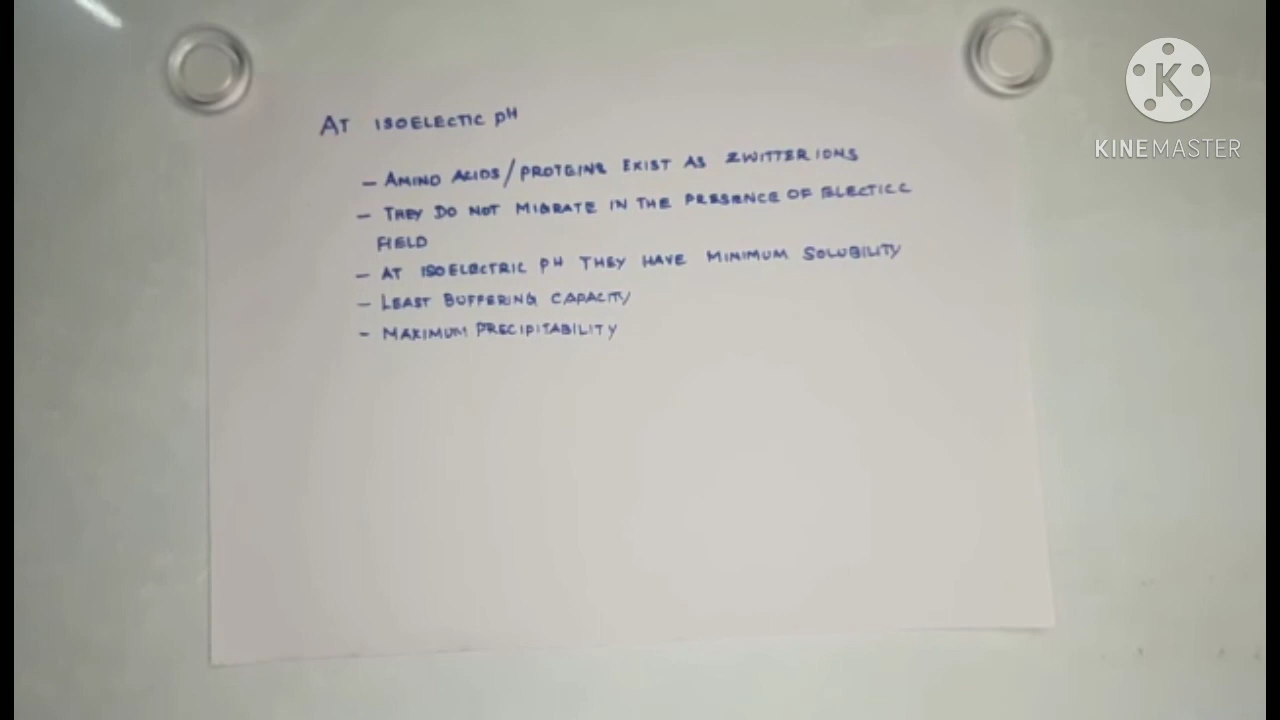 AT ISOELECTIC pH
- AMINO ACIDS/PROTEINS EXIST AS ZWITTER IONS
- THEY DO NOT MIGRATE IN THE PRESENCE OF ELECTICC
FIELD
- AT ISOELECTRIC PH THEY HAVE MINIMUM SOLUBILITY
- LEAST BUFFERING CAPACITY
- MAXIMUM PRECIPITABILITY
K
KINEMASTER